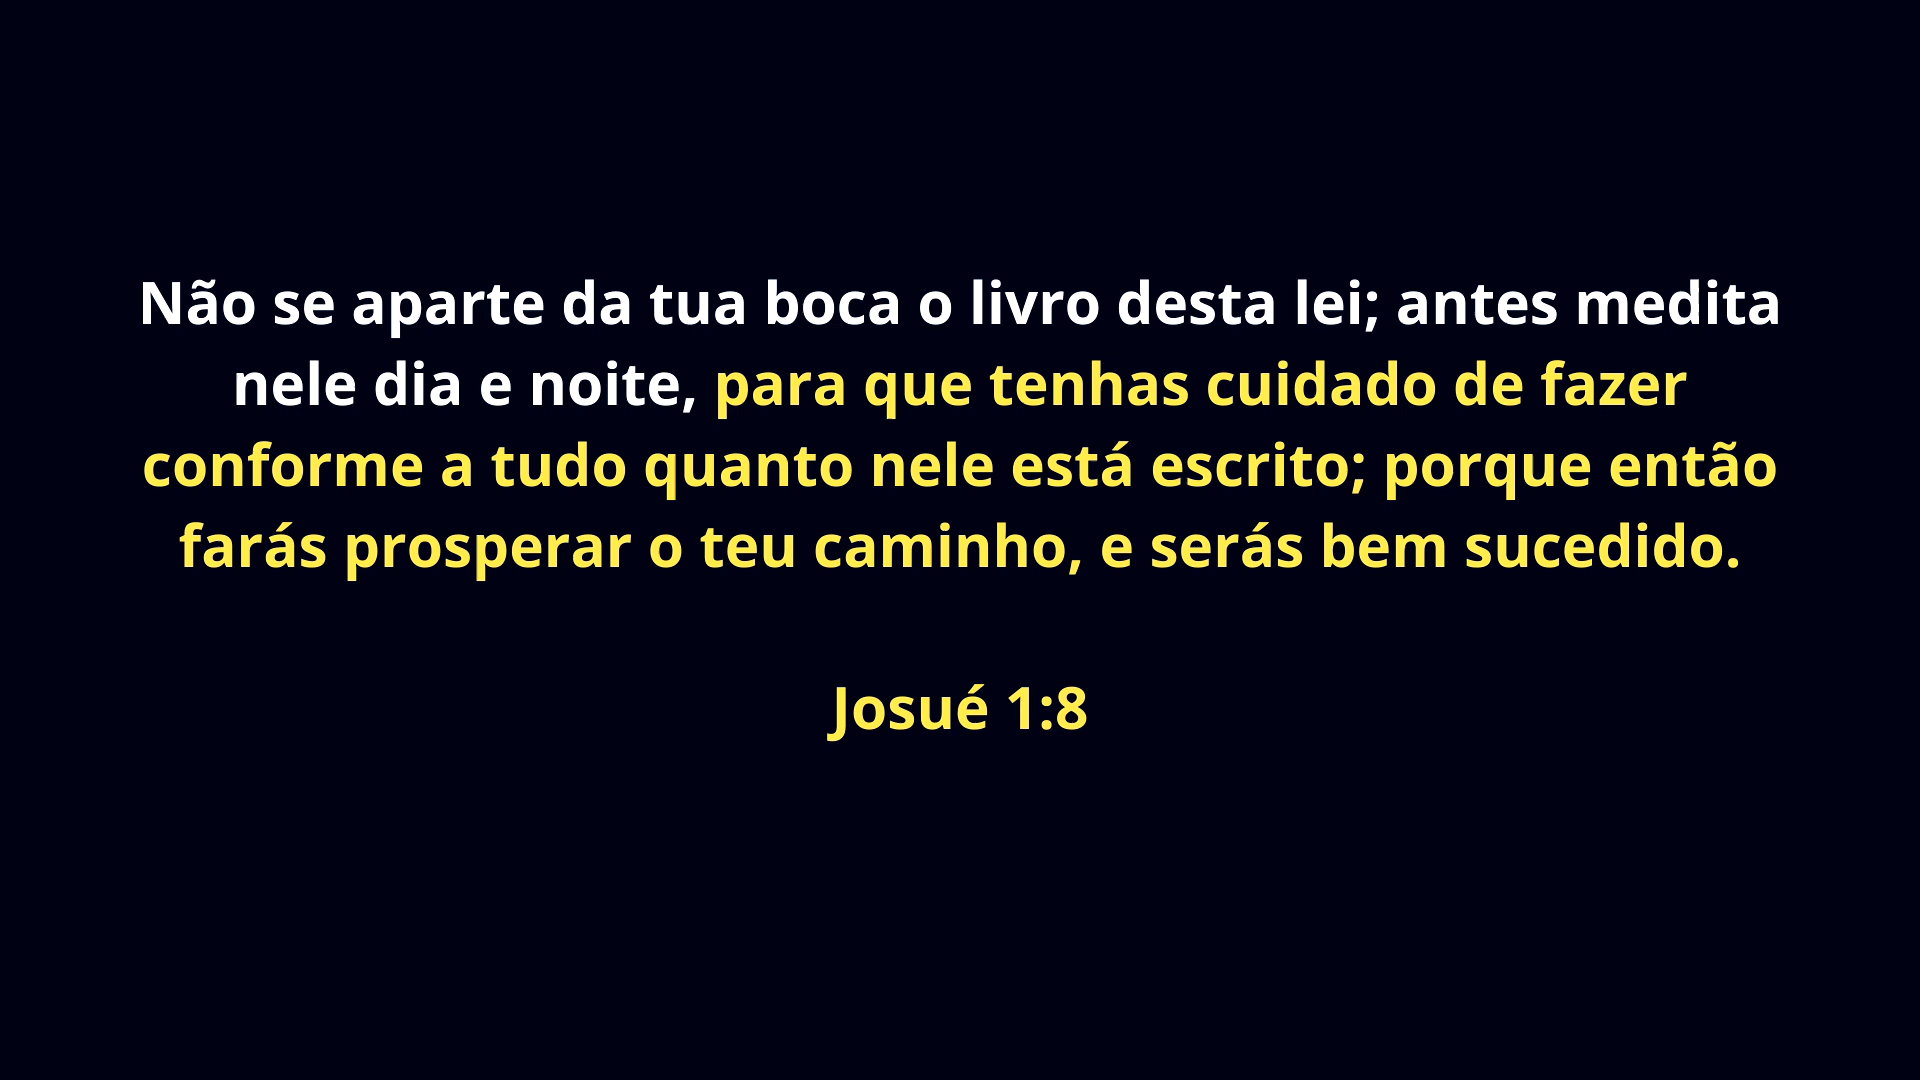 Não se aparte da tua boca o livro desta lei; antes medita
nele dia e noite, para que tenhas cuidado de fazer
conforme a tudo quanto nele está escrito; porque então
farás prosperar o teu caminho, e serás bem sucedido.
Josué 1:8